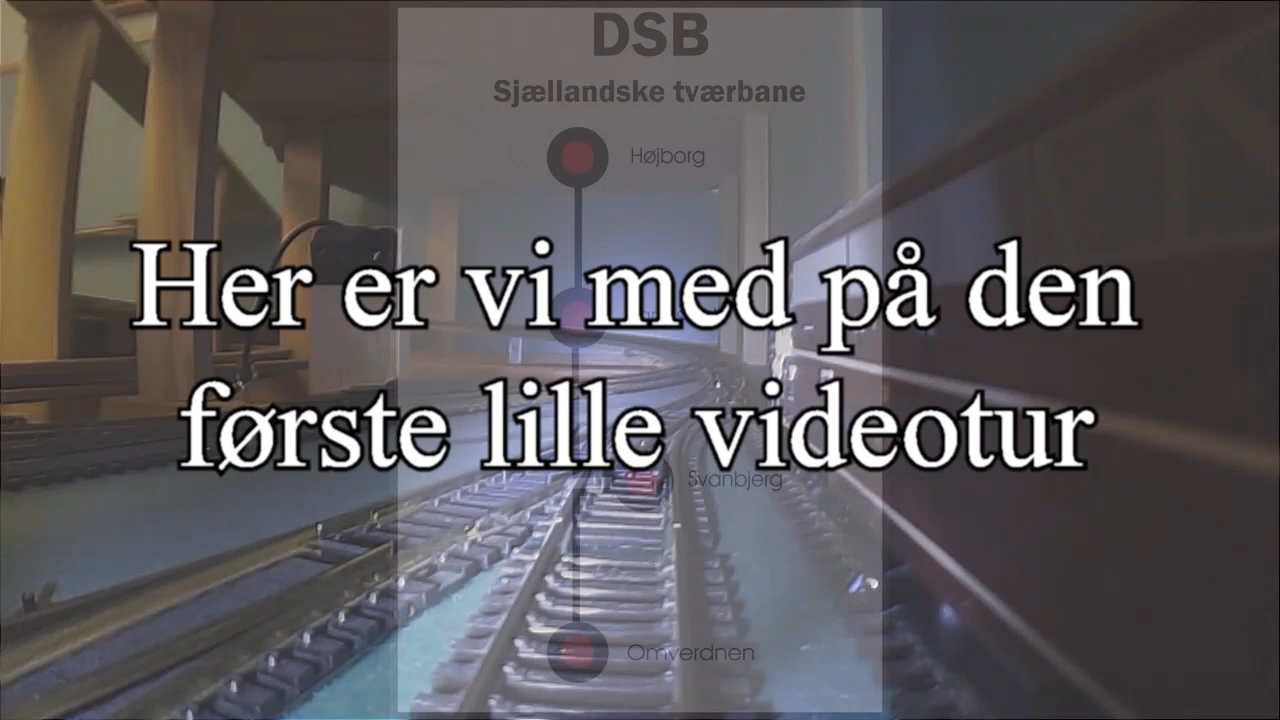 DSB
Sjællandske tværbane
Højborg
Her er vi med på den
første lille videotur
Svanbjerg
Omverdnen